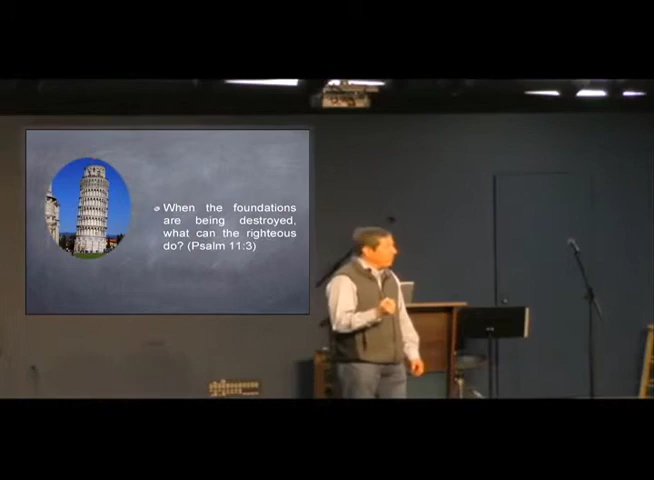 When the foundations
are being destroyed,
what can the righteous
do? (Psalm 11:3)